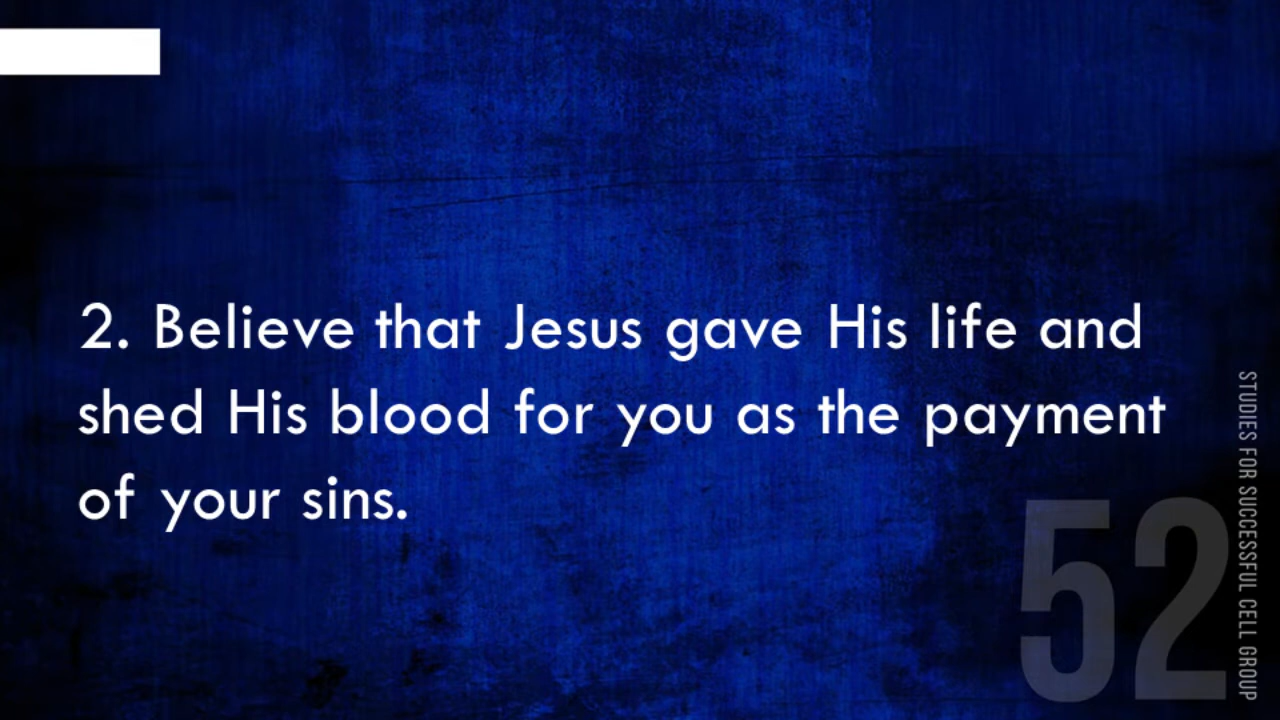 2. Believe that Jesus gave His life and
shed His blood for you as the payment
of your sins.
52
STUDIES FOR SUCCESSFUL CELL GROUP